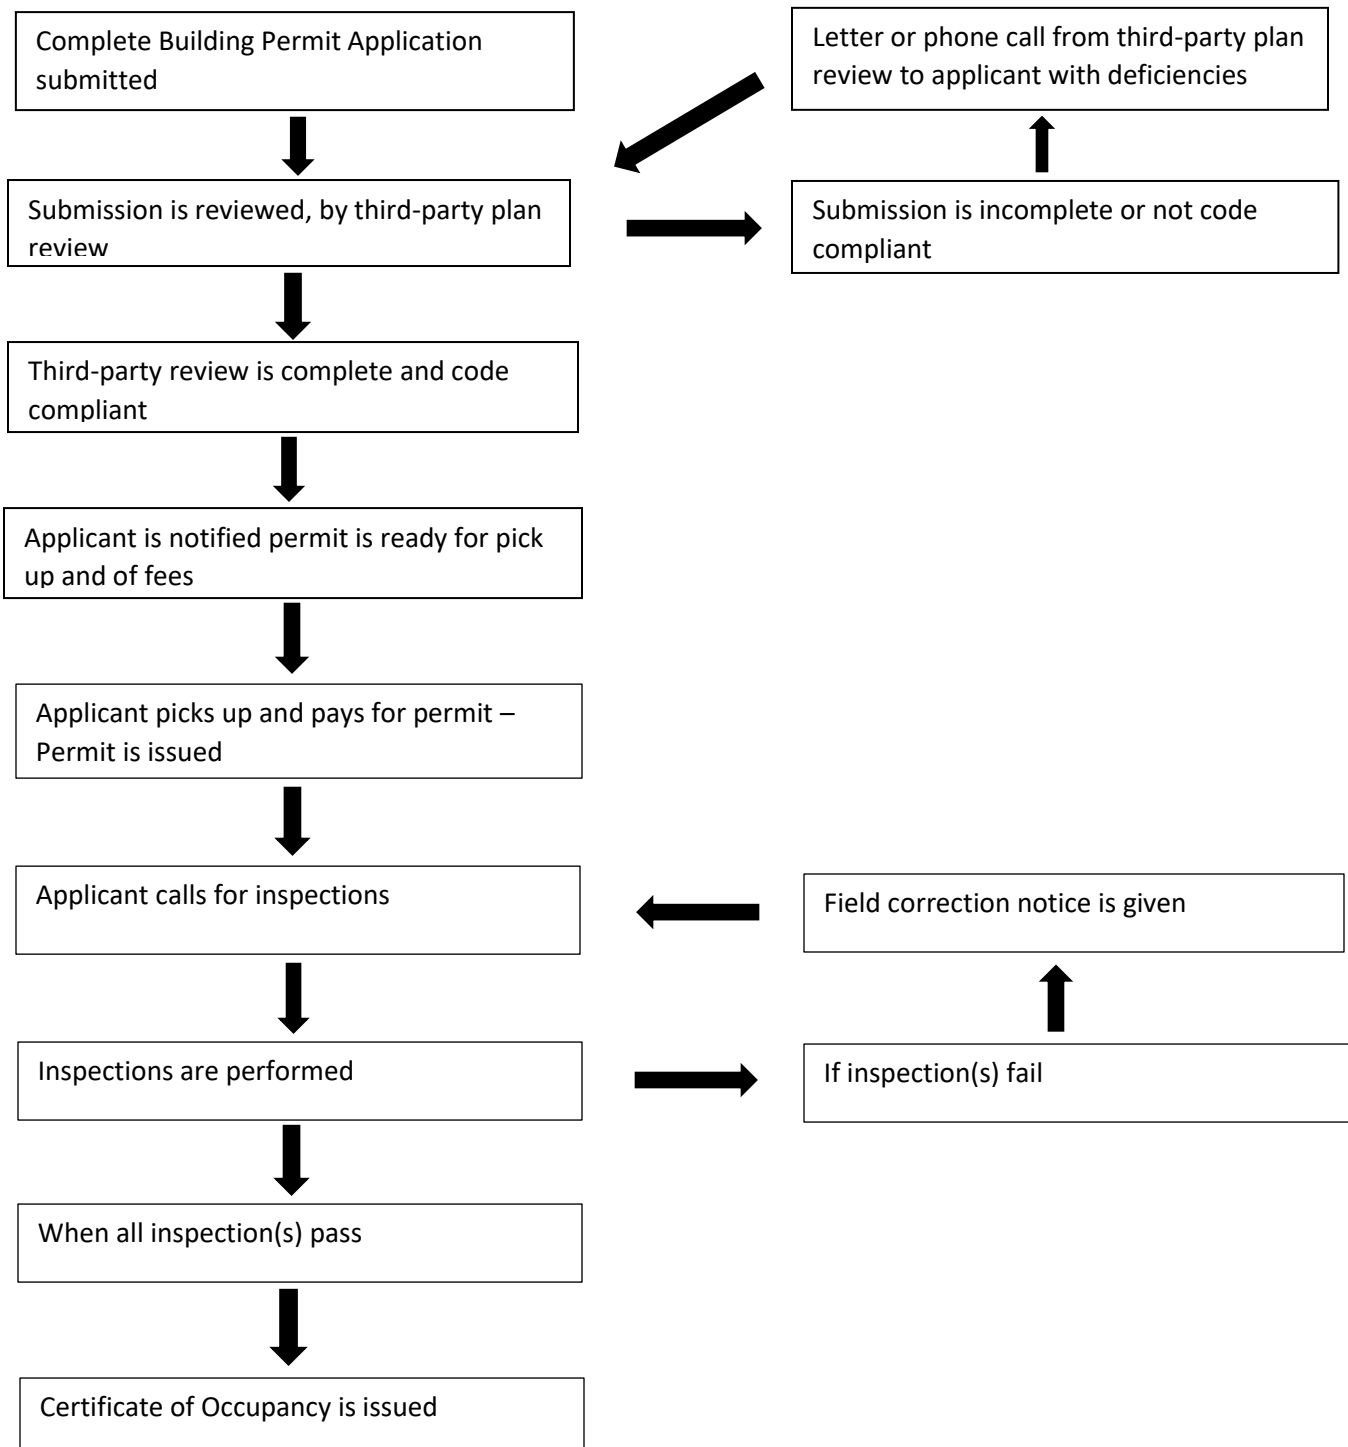 Complete Building Permit Application
submitted
Letter or phone call from third-party plan
review to applicant with deficiencies
Submission is reviewed, by third-party plan
review
Submission is incomplete or not code
compliant
Third-party review is complete and code
compliant
Applicant is notified permit is ready for pick
up and of fees
Applicant picks up and pays for permit –
Permit is issued
Applicant calls for inspections
Field correction notice is given
Inspections are performed
If inspection(s) fail
When all inspection(s) pass
Certificate of Occupancy is issued